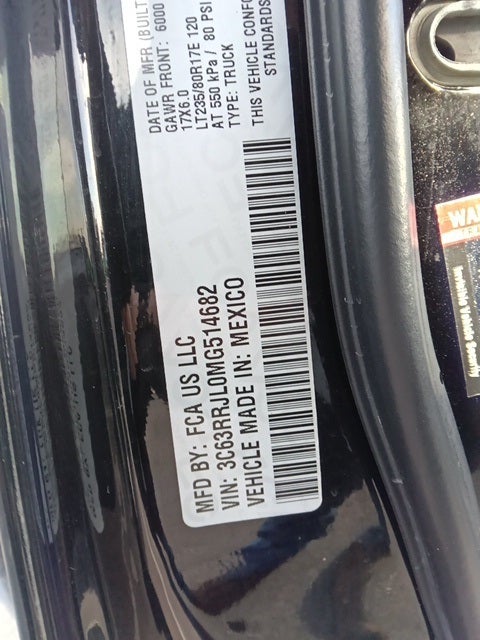 MFD BY: FCA US LLC
VIN: 3C63RRJL0MG514682
VEHICLE MADE IN: MEXICO
DATE OF MFR (BUILT
GAWR FRONT: 6000
17X6.0
LT235/80R17E 120
AT 550 kPa / 80 PSI
TYPE: TRUCK
THIS VEHICLE CONFO
STANDARDS
WAR